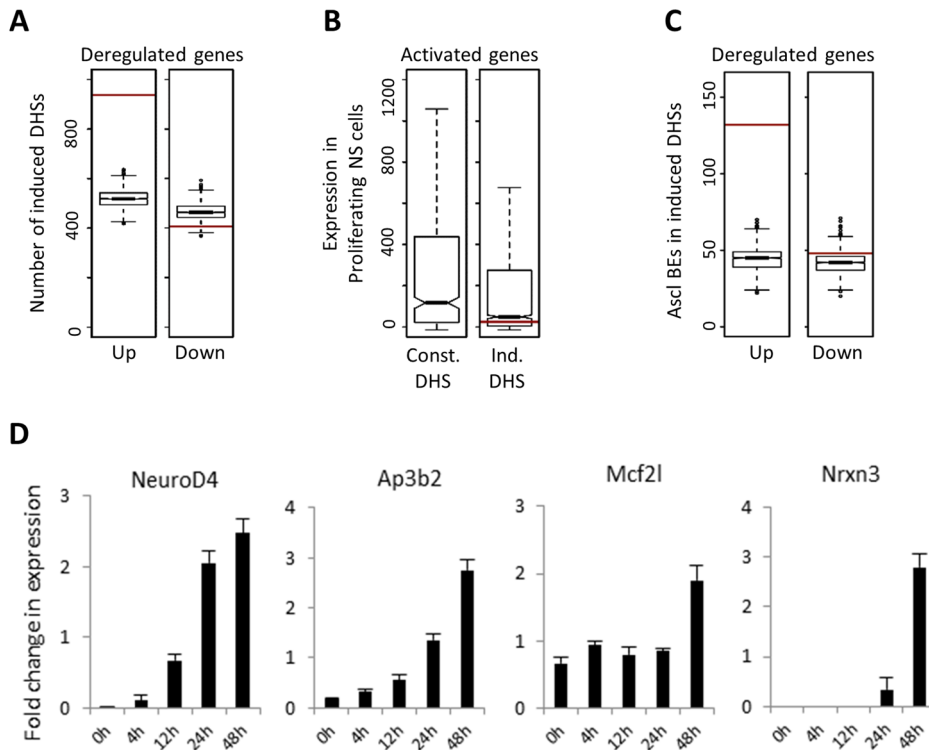 A
Deregulated genes
Number of induced DHSs
800
400
0
Up
Down
B
Activated genes
Expression in
Proliferating NS cells
1200
800
400
0
Const.
DHS
Ind.
DHS
C
Deregulated genes
Ascl BEs in induced DHSs
150
100
50
0
Up
Down
D
Fold change in expression
NeuroD4
3
2
1
0
0h 4h 12h 24h 48h
Ap3b2
4
3
2
1
0
0h 4h 12h 24h 48h
Mcf2l
3
2
1
0
0h 4h 12h 24h 48h
Nrxn3
4
3
2
1
0
0h 4h 12h 24h 48h